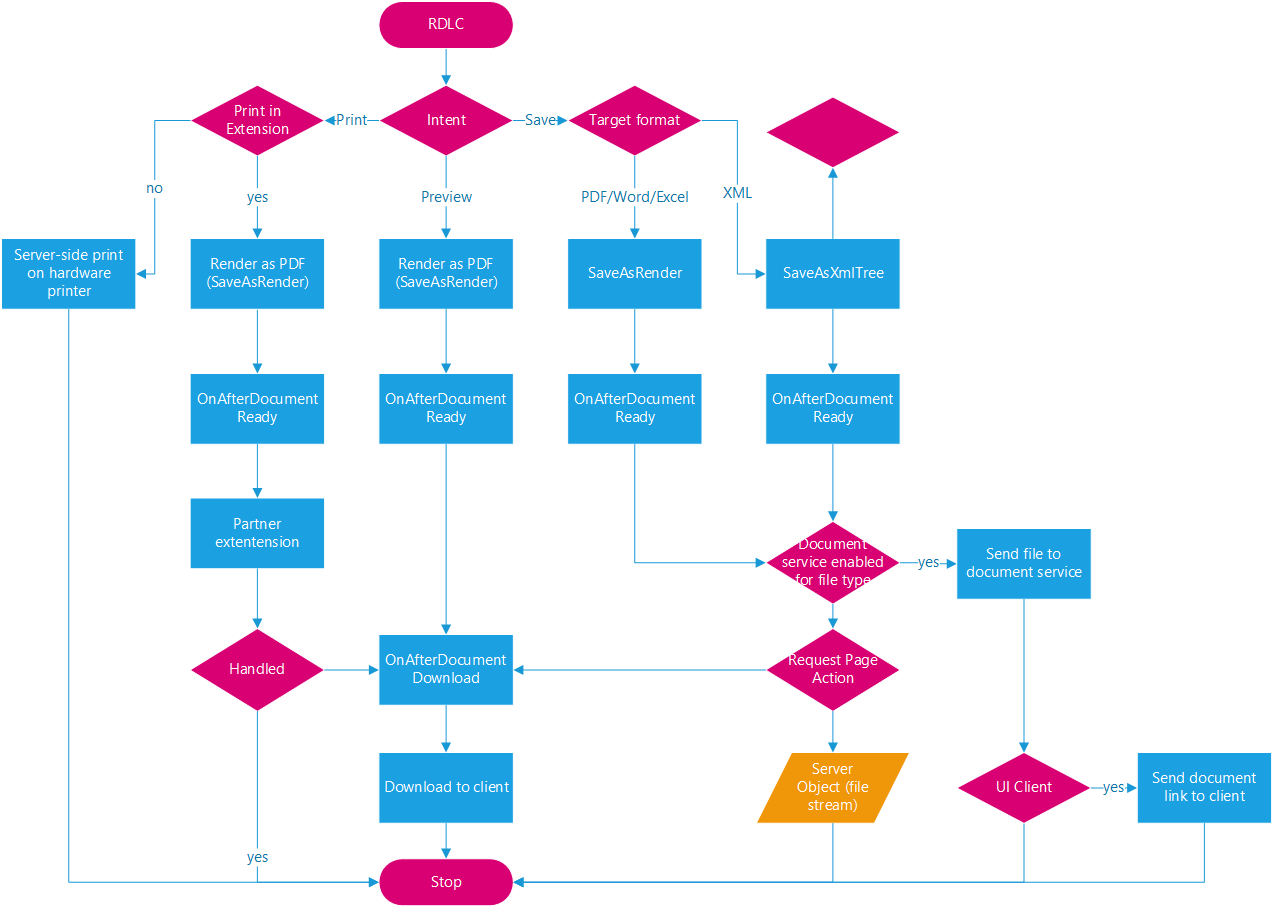 RDLC
Print in
Extension
Print
Intent
Save
Target format
no
yes
Preview
PDF/Word/Excel
XML
Server-side print
on hardware
printer
Render as PDF
(SaveAsRender)
Render as PDF
(SaveAsRender)
SaveAsRender
SaveAsXmlTree
OnAfterDocument
Ready
OnAfterDocument
Ready
OnAfterDocument
Ready
OnAfterDocument
Ready
Partner
extentension
Document
service enabled
for file type
yes
Send file to
document service
Handled
OnAfterDocument
Download
Request Page
Action
Download to client
Server
Object (file
stream)
UI Client
yes
Send document
link to client
yes
Stop